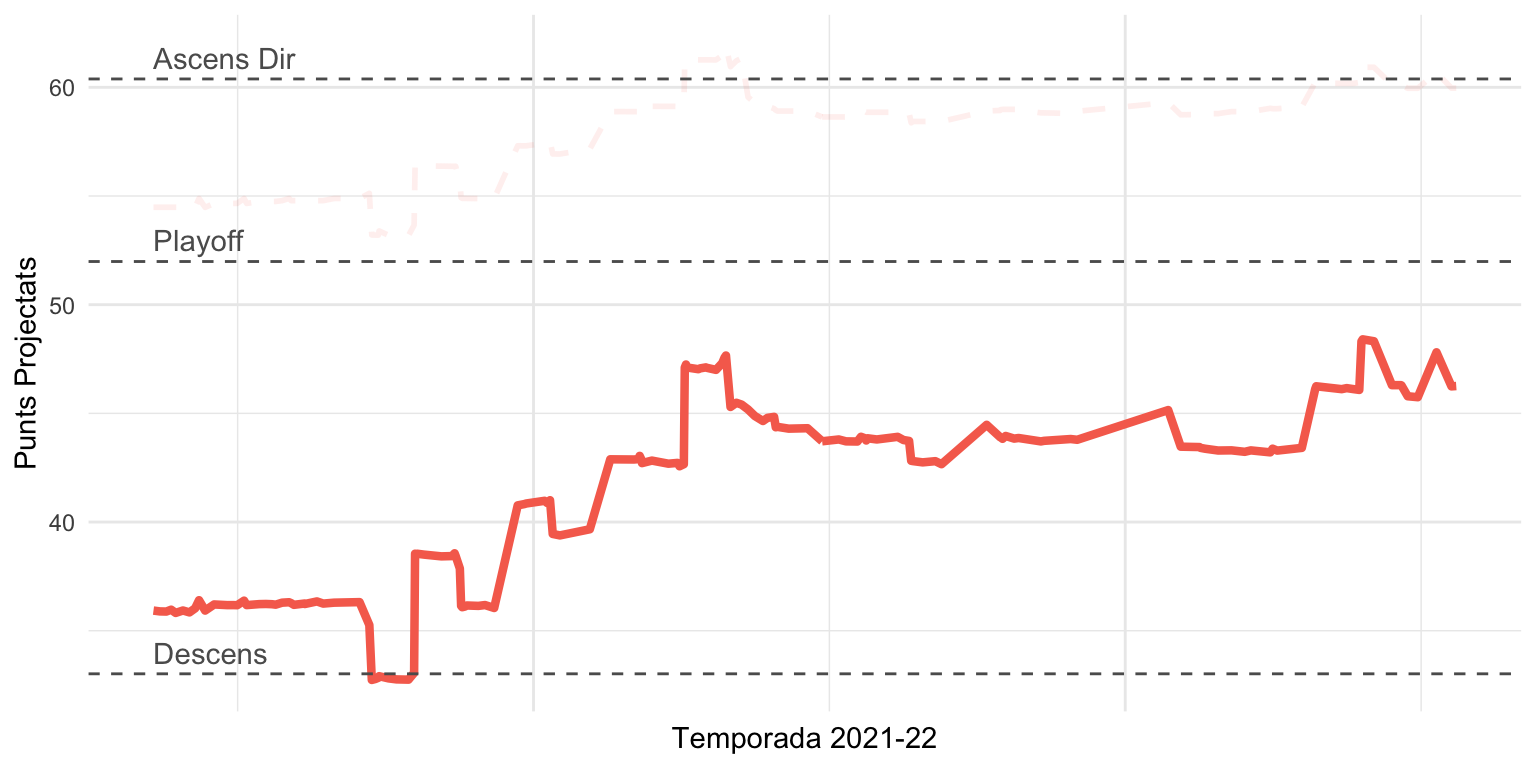 Ascens Dir
60
Playoff
50
40
Descens
Punts Projectats
Temporada 2021-22